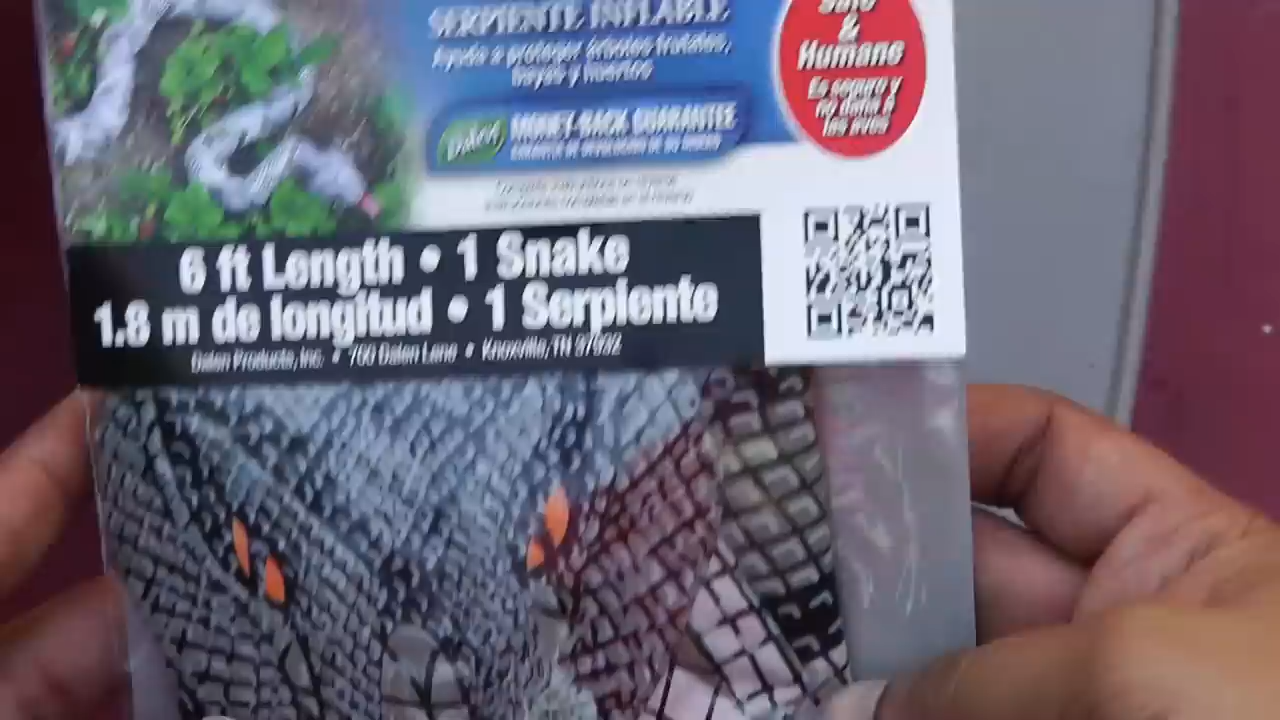 SERPIENTE INFLABLE
Ayuda a proteger árboles frutales,
bayas y huertos
Dalen MONEY-BACK GUARANTEE
Safe
&
Humane
Es seguro y
no daña a
las aves
6 ft Length • 1 Snake
1.8 m de longitud • 1 Serpiente
Dalen Products, Inc. • 700 Dalen Lane • Knoxville, TN 37932